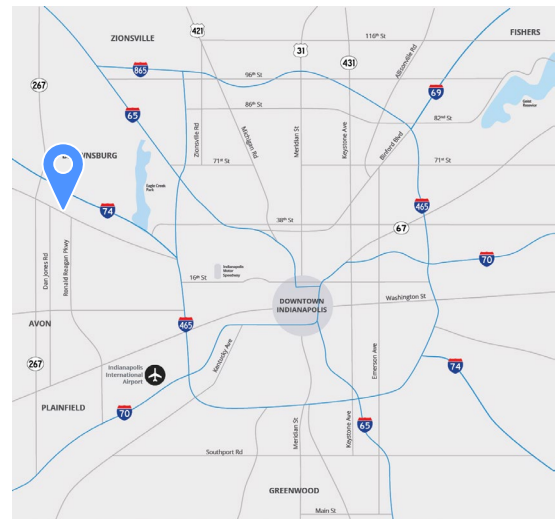 ZIONSVILLE
421
31
431
116th St
FISHERS
Allisonville Rd
267
865
96th St
69
65
86th St
82nd St
Geist
Reservoir
Zionsville Rd
Michigan Rd
Meridian St
Keystone Ave
Binford Blvd
71st St
71st St
Eagle Creek
Park
74
465
38th St
67
70
Dan Jones Rd
Ronald Reagan Pkwy
16th St
Indianapolis
Motor
Speedway
DOWNTOWN
INDIANAPOLIS
Washington St
AVON
465
267
Indianapolis
International
Airport
Kentucky Ave
Emerson Ave
74
PLAINFIELD
70
Meridian St
Keystone Ave
65
Southport Rd
GREENWOOD
Main St